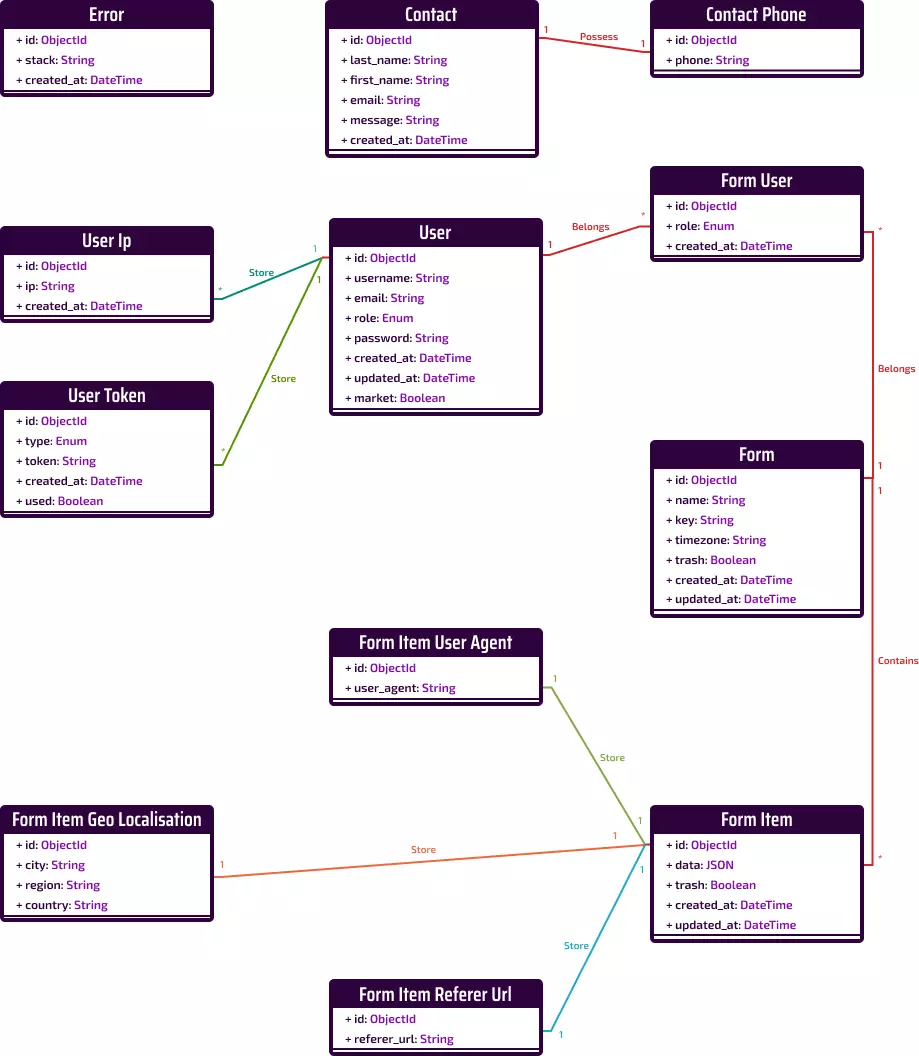 Error
+ id: ObjectId
+ stack: String
+ created_at: DateTime
Contact
+ id: ObjectId
+ last_name: String
+ first_name: String
+ email: String
+ message: String
+ created_at: DateTime
1
Possess
1
Contact Phone
+ id: ObjectId
+ phone: String
Form User
+ id: ObjectId
+ role: Enum
+ created_at: DateTime
User Ip
+ id: ObjectId
+ ip: String
+ created_at: DateTime
*
Store
1
User
+ id: ObjectId
+ username: String
+ email: String
+ role: Enum
+ password: String
+ created_at: DateTime
+ updated_at: DateTime
+ market: Boolean
1
Belongs
*
*
Belongs
1
User Token
+ id: ObjectId
+ type: Enum
+ token: String
+ created_at: DateTime
+ used: Boolean
*
Store
1
Form
+ id: ObjectId
+ name: String
+ key: String
+ timezone: String
+ trash: Boolean
+ created_at: DateTime
+ updated_at: DateTime
1
Contains
*
Form Item User Agent
+ id: ObjectId
+ user_agent: String
1
Store
1
Form Item Geo Localisation
+ id: ObjectId
+ city: String
+ region: String
+ country: String
1
Store
1
Form Item
+ id: ObjectId
+ data: JSON
+ trash: Boolean
+ created_at: DateTime
+ updated_at: DateTime
1
Store
1
Form Item Referer Url
+ id: ObjectId
+ referer_url: String